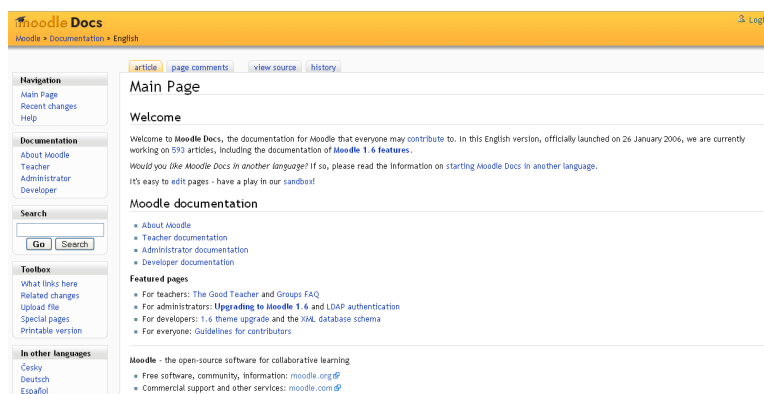 moodle Docs
Login
Moodle » Documentation » English
article page comments view source history
Navigation
Main Page
Recent changes
Help
Documentation
About Moodle
Teacher
Administrator
Developer
Search
Go Search
Toolbox
What links here
Related changes
Upload file
Special pages
Printable version
In other languages
Česky
Deutsch
Español
Main Page
Welcome
Welcome to Moodle Docs, the documentation for Moodle that everyone may contribute to. In this English version, officially launched on 26 January 2006, we are currently
working on 593 articles, including the documentation of Moodle 1.6 features.
Would you like Moodle Docs in another language? If so, please read the information on starting Moodle Docs in another language.
It's easy to edit pages - have a play in our sandbox!
Moodle documentation
About Moodle
Teacher documentation
Administrator documentation
Developer documentation
Featured pages
For teachers: The Good Teacher and Groups FAQ
For administrators: Upgrading to Moodle 1.6 and LDAP authentication
For developers: 1.6 theme upgrade and the XML database schema
For everyone: Guidelines for contributors
Moodle - the open-source software for collaborative learning
Free software, community, information: moodle.org
Commercial support and other services: moodle.com